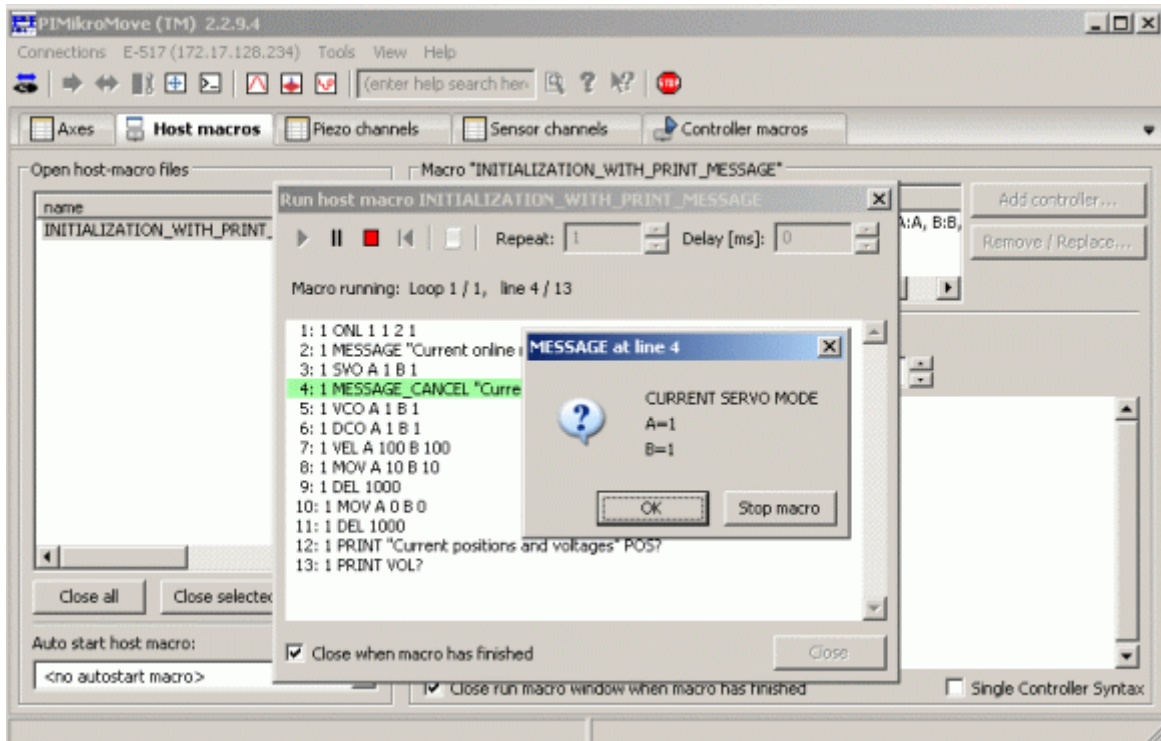 PIMikroMove (TM) 2.2.9.4
Connections E-517 (172.17.128.234) Tools View Help
(enter help search her
STOP
Axes Host macros Piezo channels Sensor channels Controller macros
Open host-macro files
Macro "INITIALIZATION_WITH_PRINT_MESSAGE"
name
INITIALIZATION_WITH_PRINT_
A:A, B:B,
Add controller...
Remove / Replace...
Run host macro INITIALIZATION_WITH_PRINT_MESSAGE
Repeat: 1 Delay [ms]: 0
Macro running: Loop 1 / 1, line 4 / 13
1: 1 ONL 1 1 2 1
2: 1 MESSAGE "Current online
3: 1 SVO A 1 B 1
4: 1 MESSAGE_CANCEL "Curre
5: 1 VCO A 1 B 1
6: 1 DCO A 1 B 1
7: 1 VEL A 100 B 100
8: 1 MOV A 10 B 10
9: 1 DEL 1000
10: 1 MOV A 0 B 0
11: 1 DEL 1000
12: 1 PRINT "Current positions and voltages" POS?
13: 1 PRINT VOL?
MESSAGE at line 4
CURRENT SERVO MODE
A=1
B=1
OK Stop macro
Close when macro has finished
Close
Close all Close selected
Auto start host macro:
<no autostart macro>
Close run macro window when macro has finished
Single Controller Syntax